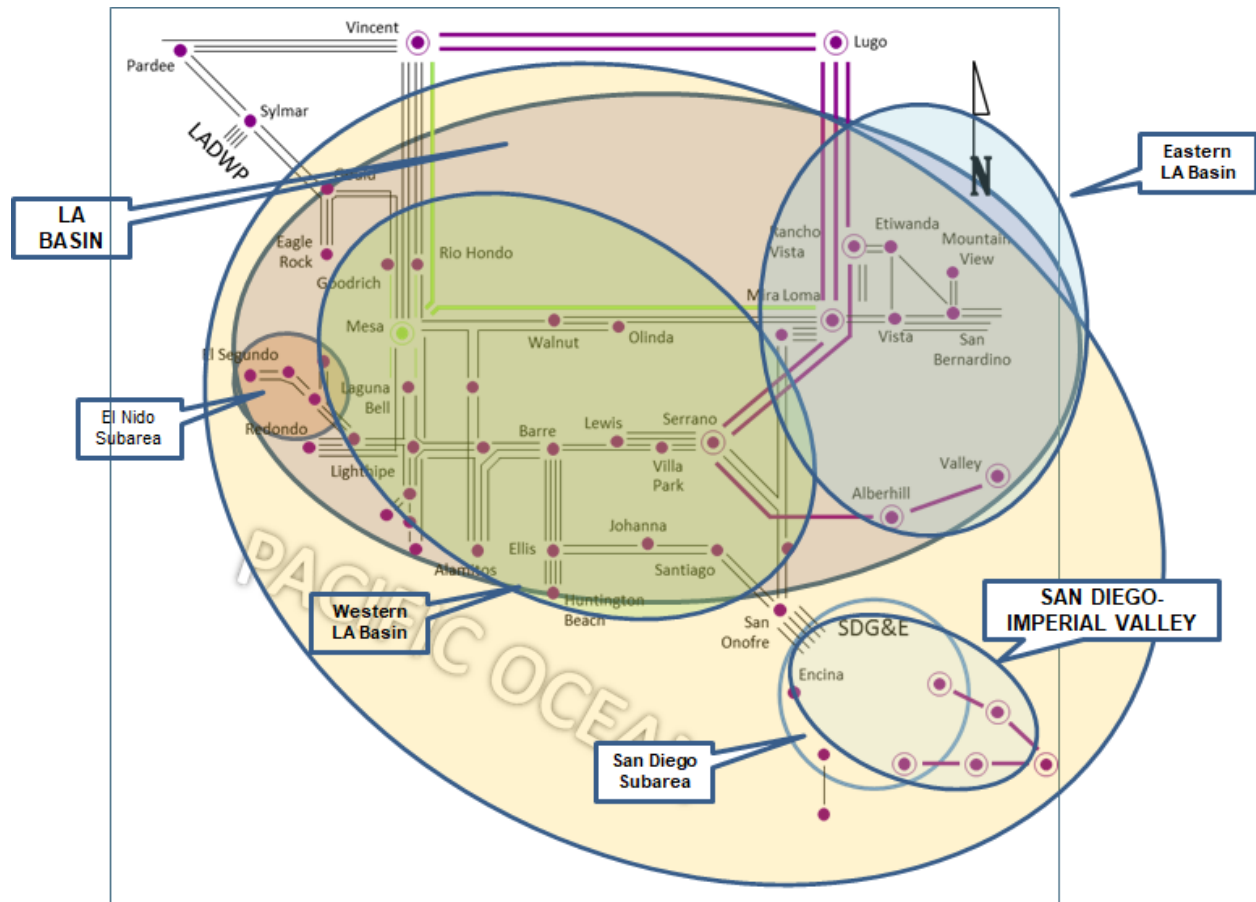 Vincent
Lugo
Pardee
Sylmar
LADWP
Gould
Eastern
LA Basin
N
LA
BASIN
Eagle
Rock
Rio Hondo
Goodrich
Rancho
Vista
Etiwanda
Mountain
View
Mira Loma
Mesa
Walnut
Olinda
Vista
San
Bernardino
El Segundo
Laguna
Bell
El Nido
Subarea
Redondo
Lighthipe
Barre
Lewis
Serrano
Villa
Park
Valley
Alberhill
Johanna
Ellis
Santiago
Alamitos
PACIFIC OCEAN
Western
LA Basin
Huntington
Beach
San
Onofre
SDG&E
SAN DIEGO-
IMPERIAL VALLEY
Encina
San Diego
Subarea